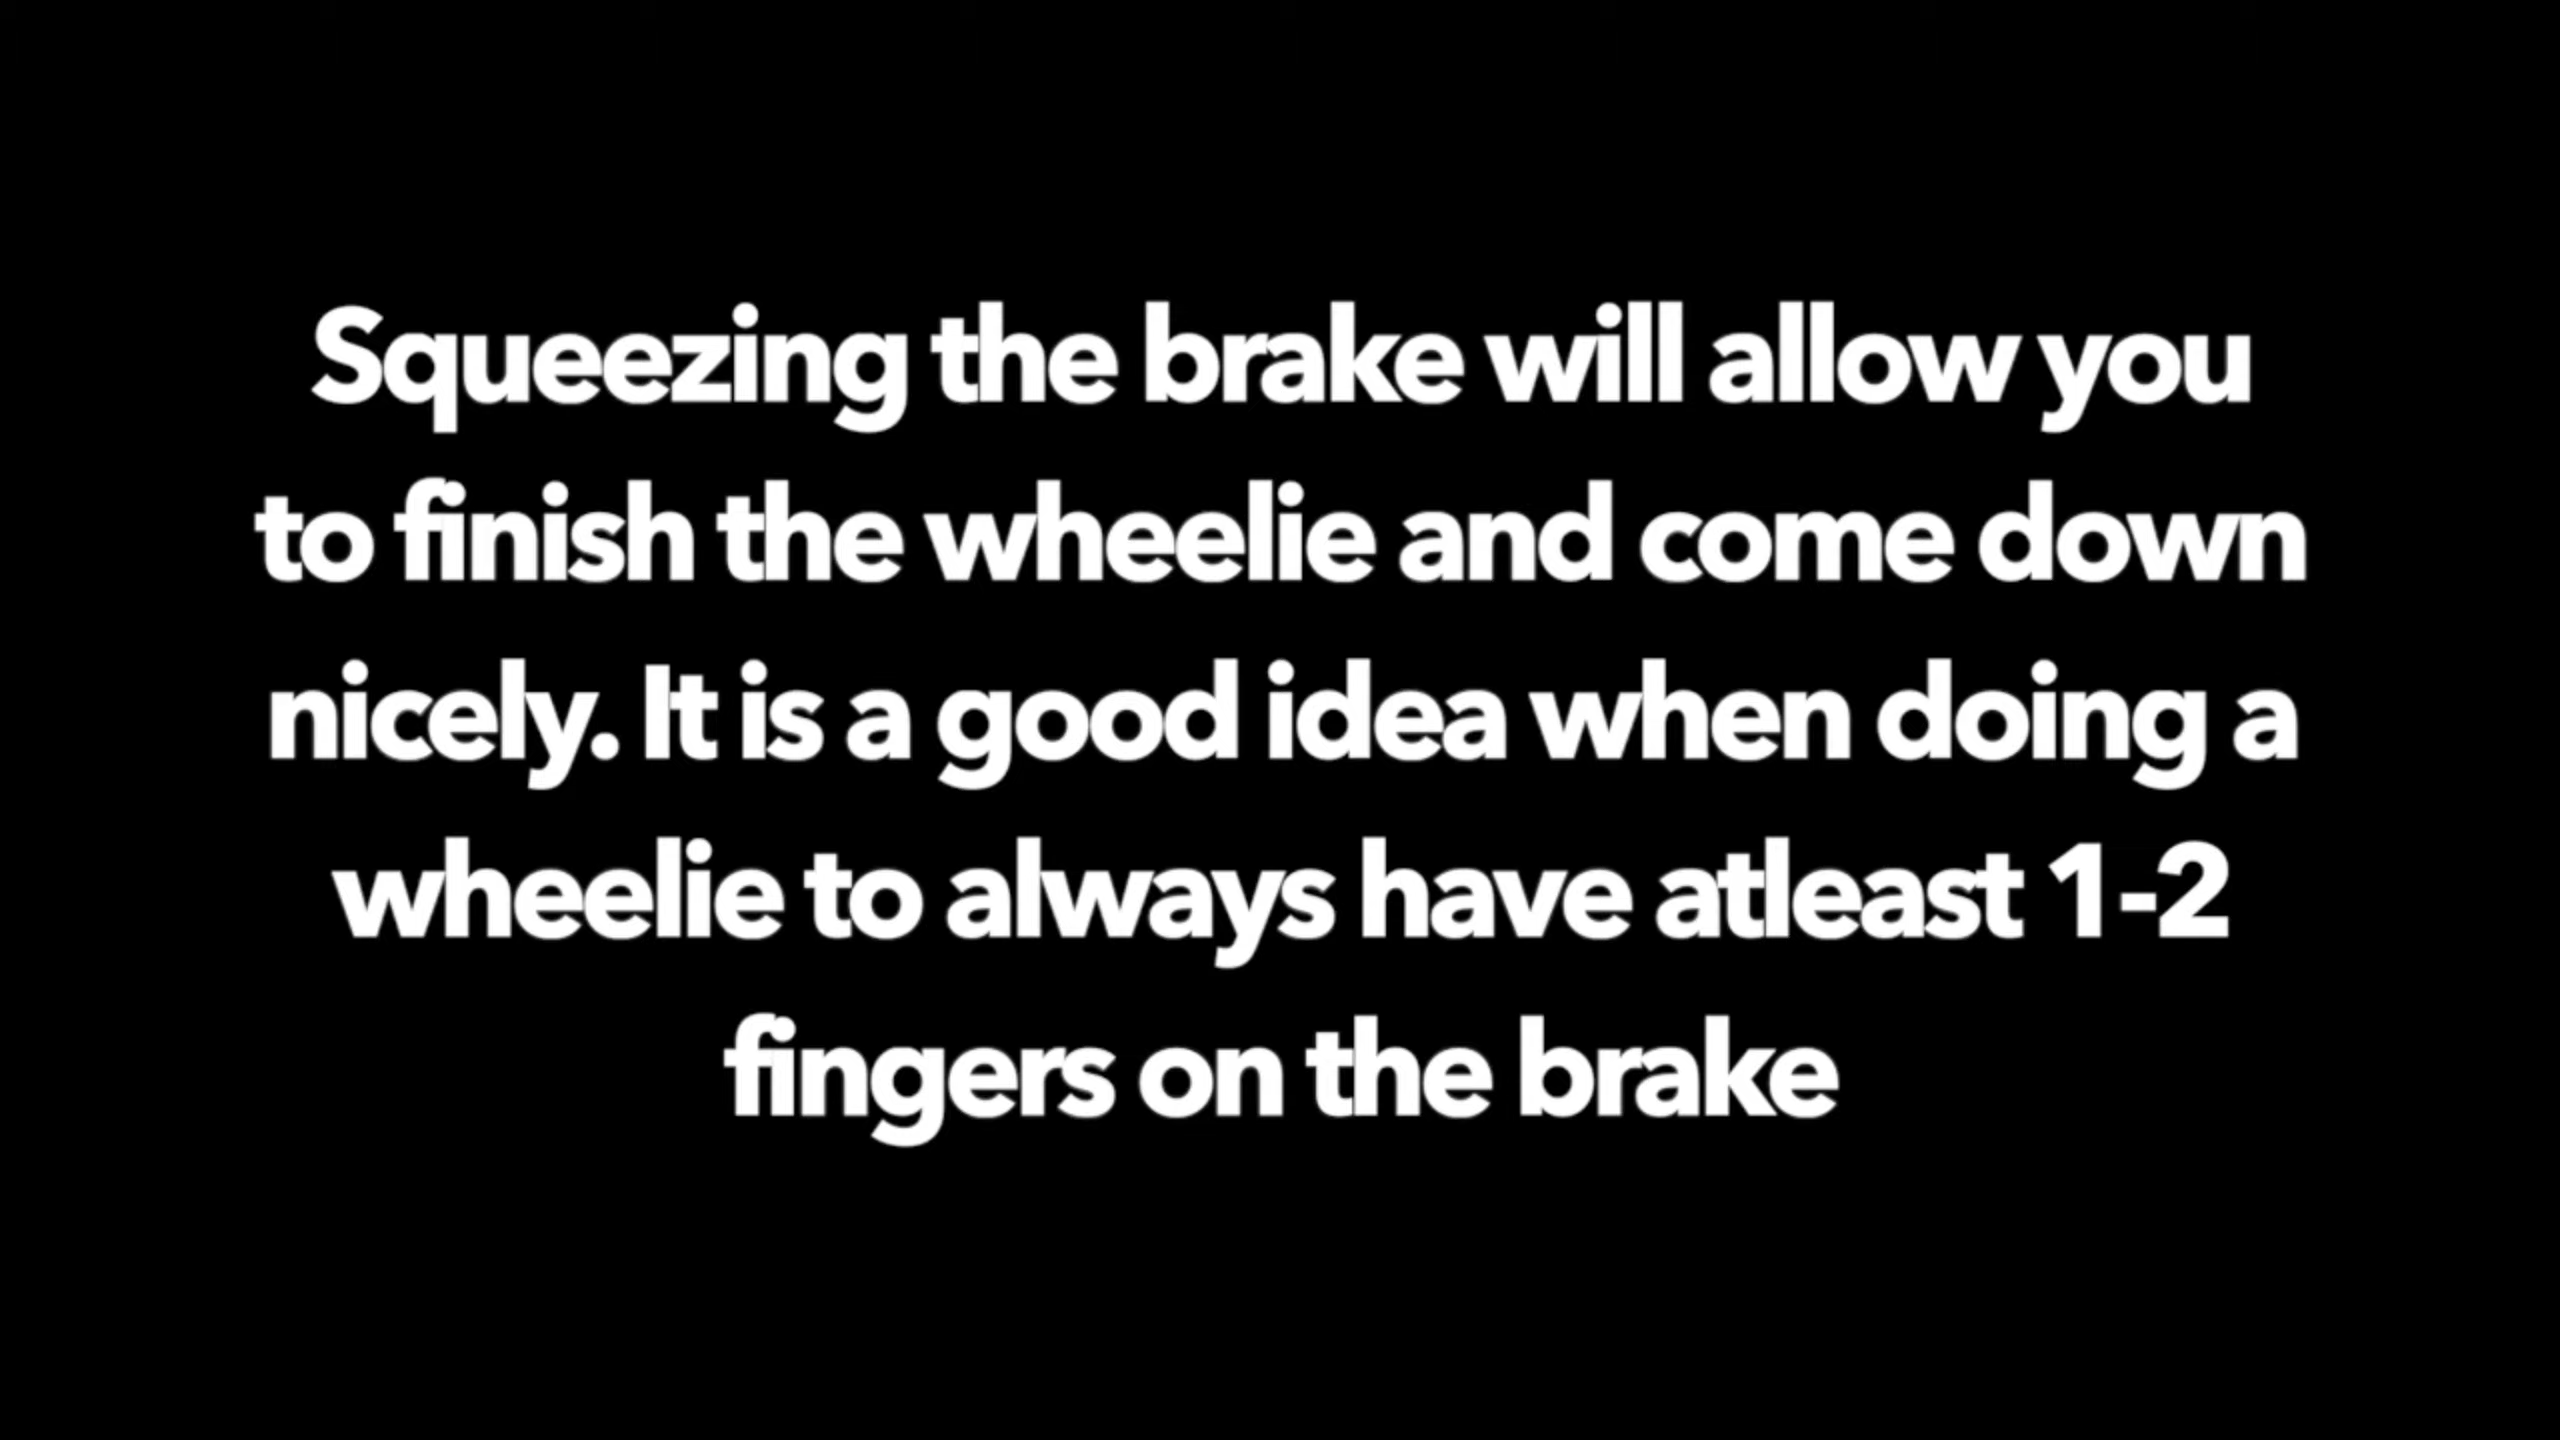 Squeezing the brake will allow you
to finish the wheelie and come down
nicely. It is a good idea when doing a
wheelie to always have atleast 1-2
fingers on the brake